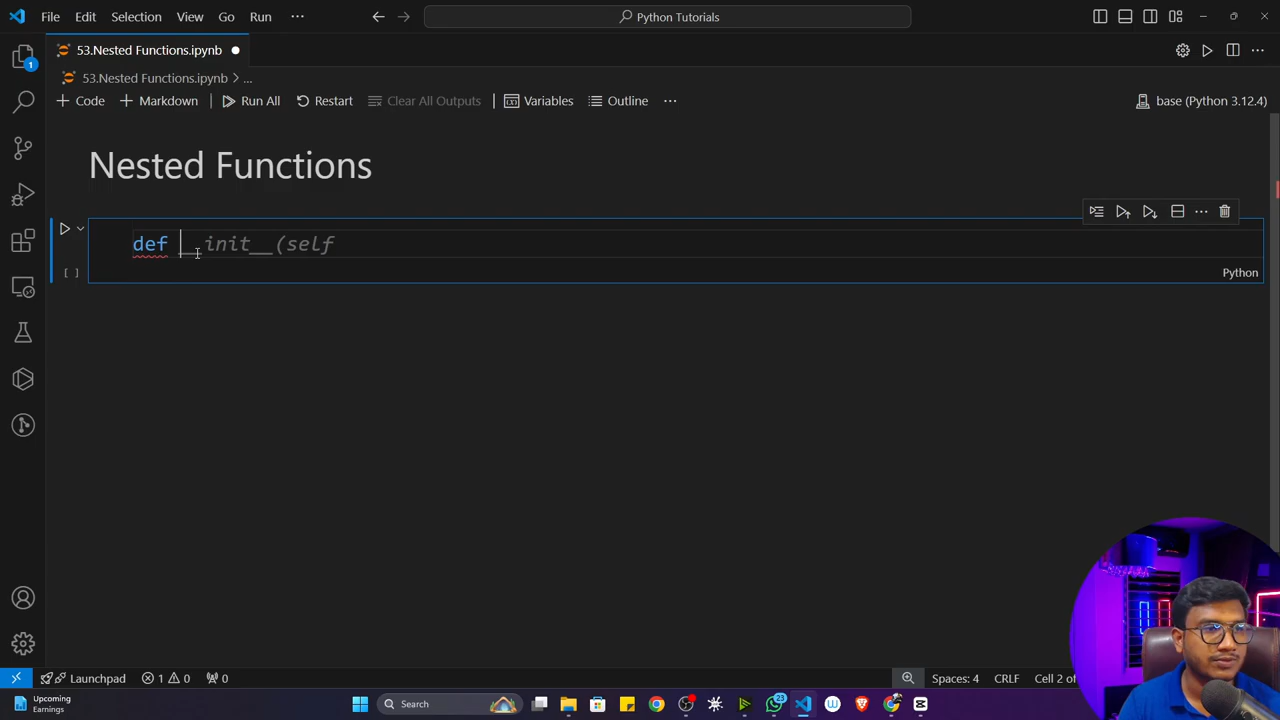 File Edit Selection View Go Run ··· Python Tutorials
53.Nested Functions.ipynb
53.Nested Functions.ipynb > ...
+ Code + Markdown Run All Restart Clear All Outputs Variables Outline ··· base (Python 3.12.4)
Nested Functions
def __init__(self
[ ] Python
Launchpad 1 0 0 Spaces: 4 CRLF Cell 2 of
1
Upcoming
Earnings
Search
23